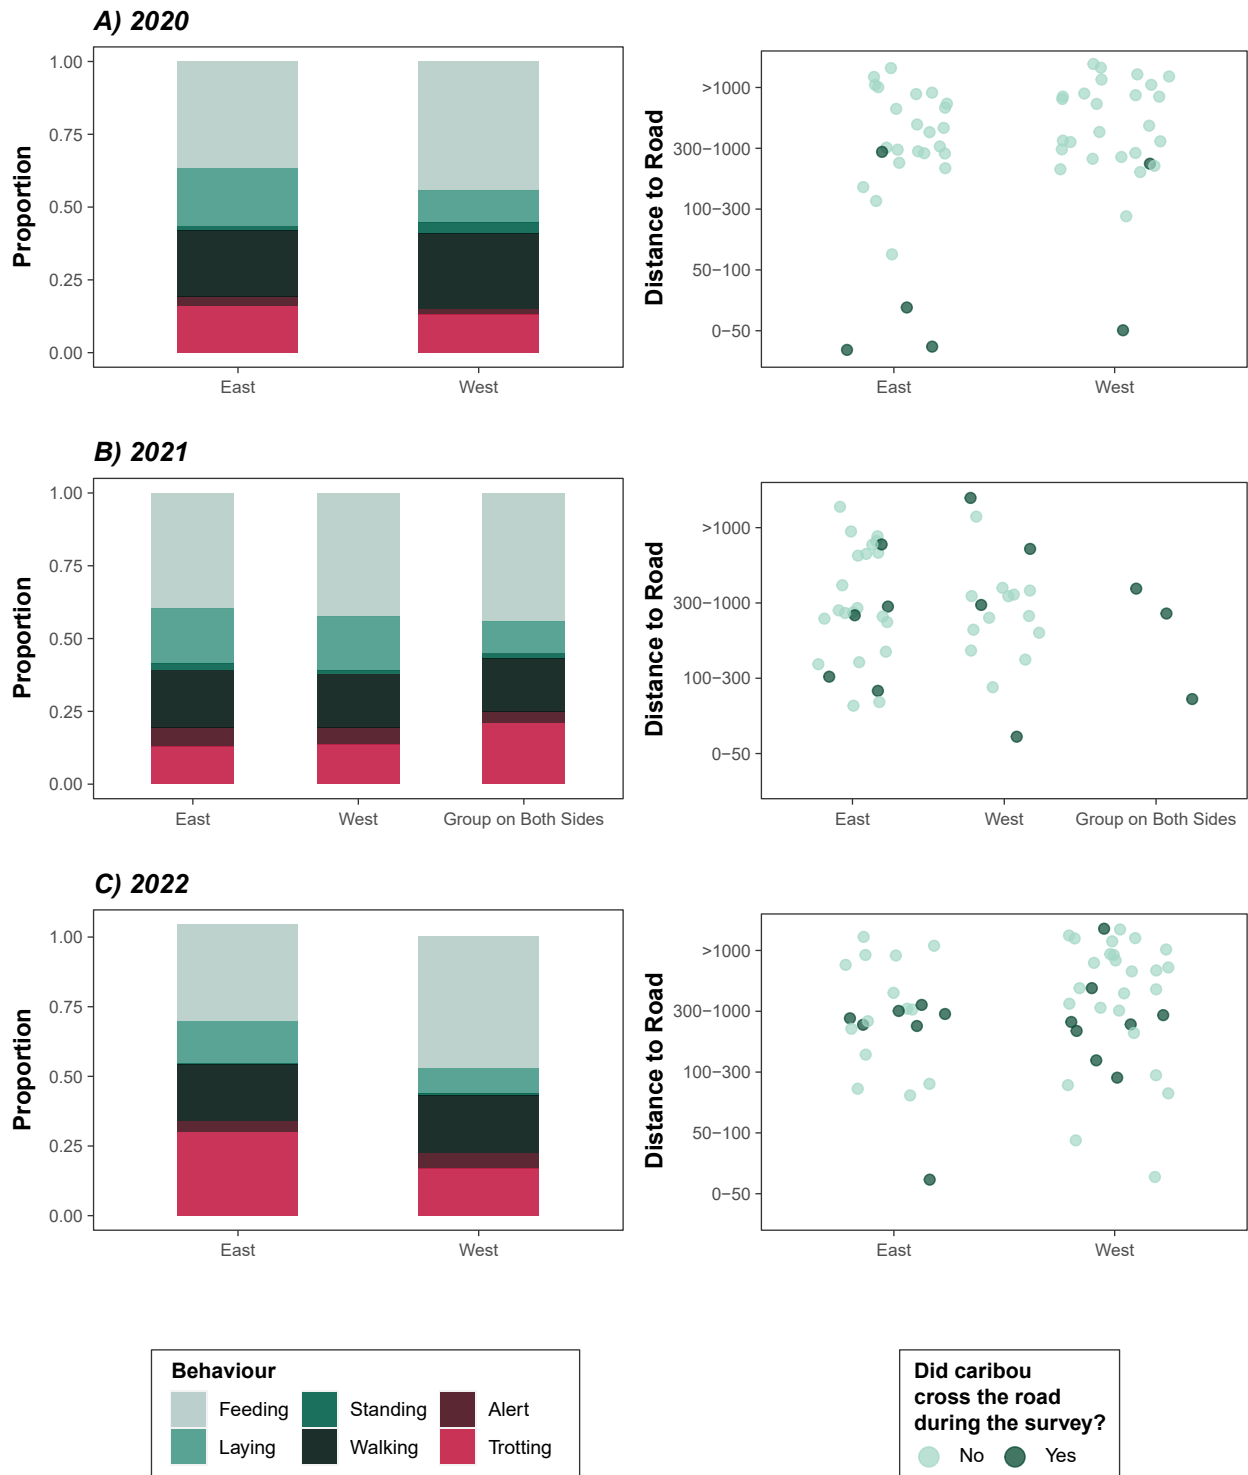 A) 2020
Proportion
1.00
0.75
0.50
0.25
0.00
East
West
Distance to Road
>1000
300−1000
100−300
50−100
0−50
East
West
B) 2021
Proportion
1.00
0.75
0.50
0.25
0.00
East
West
Group on Both Sides
Distance to Road
>1000
300−1000
100−300
0−50
East
West
Group on Both Sides
C) 2022
Proportion
1.00
0.75
0.50
0.25
0.00
East
West
Distance to Road
>1000
300−1000
100−300
50−100
0−50
East
West
Behaviour
Feeding
Standing
Alert
Laying
Walking
Trotting
Did caribou
cross the road
during the survey?
No
Yes